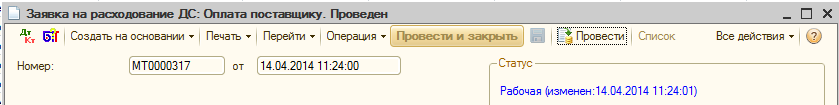 Заявка на расходование ДС: Оплата поставщику. Проведен
Дт Кт Создать на основании Печать Перейти Операция Провести и закрыть Провести Список Все действия ?
Номер: МТ0000317 от 14.04.2014 11:24:00 Статус
Рабочая (изменен:14.04.2014 11:24:01)